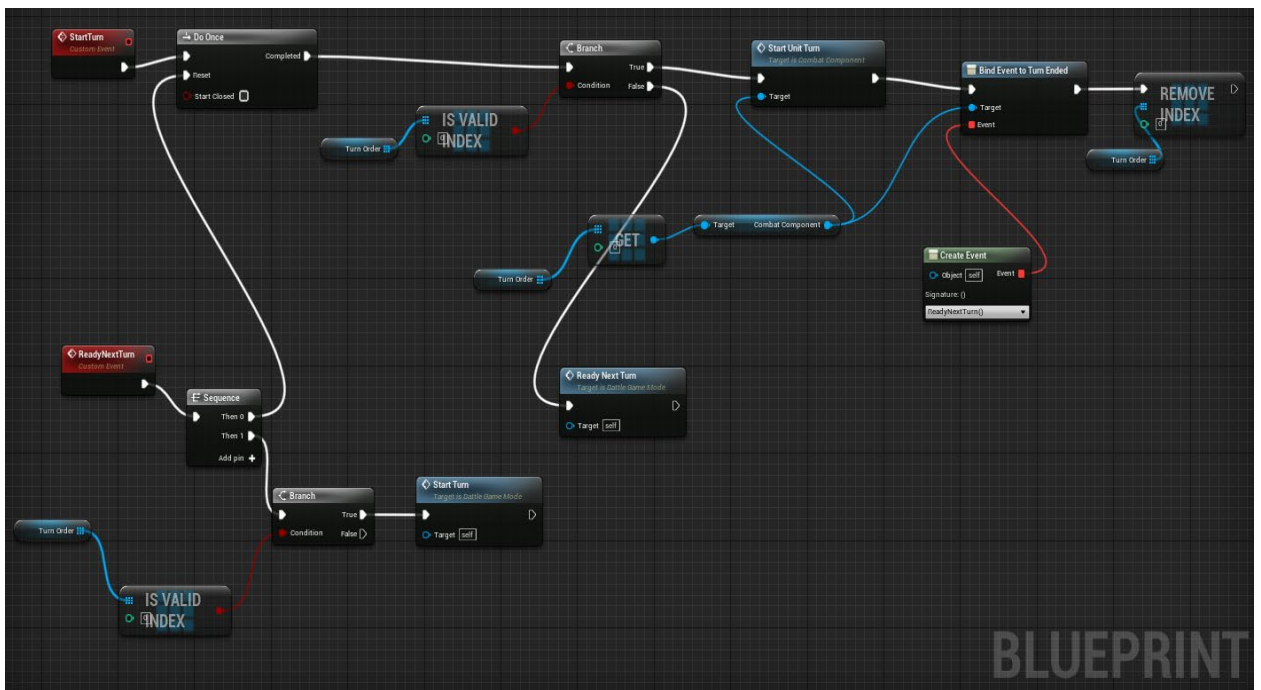 StartTurn
Custom Event
Do Once
Completed
Reset
Start Closed
Branch
True
Condition
False
Start Unit Turn
Target is Combat Component
Target
Bind Event to Turn Ended
Target
Event
REMOVE
INDEX
0
Turn Order
IS VALID
INDEX
0
Turn Order
GET
0
Turn Order
Target Combat Component
Create Event
Object self Event
Signature: ()
ReadyNextTurn()
ReadyNextTurn
Custom Event
Sequence
Then 0
Then 1
Add pin
Ready Next Turn
Target is Battle Game Mode
Target self
Branch
True
Condition
False
Start Turn
Target is Battle Game Mode
Target self
Turn Order
IS VALID
INDEX
0
BLUEPRINT